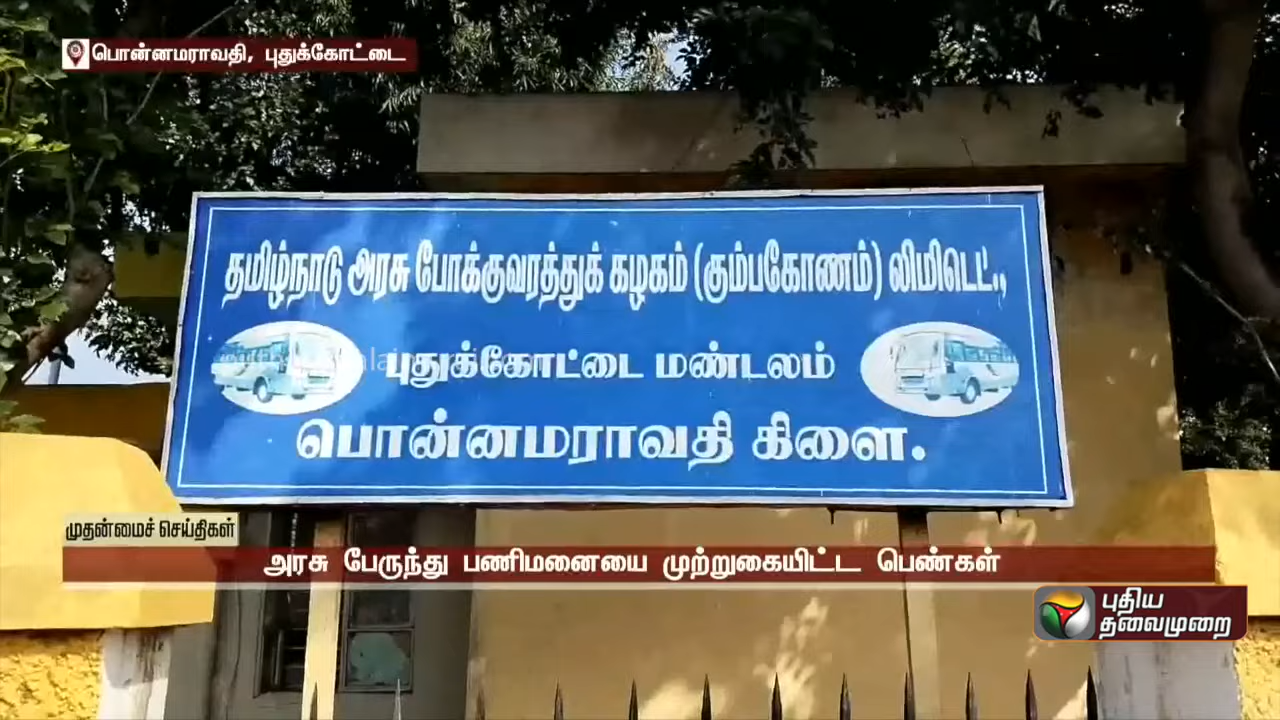 பொன்னமராவதி, புதுக்கோட்டை
தமிழ்நாடு அரசு போக்குவரத்துக் கழகம் (கும்பகோணம்) லிமிடெட்.,
புதுக்கோட்டை மண்டலம்
பொன்னமராவதி கிளை.
முதன்மைச் செய்திகள்
அரசு பேருந்து பணிமனையை முற்றுகையிட்ட பெண்கள்
புதிய
தலைமுறை